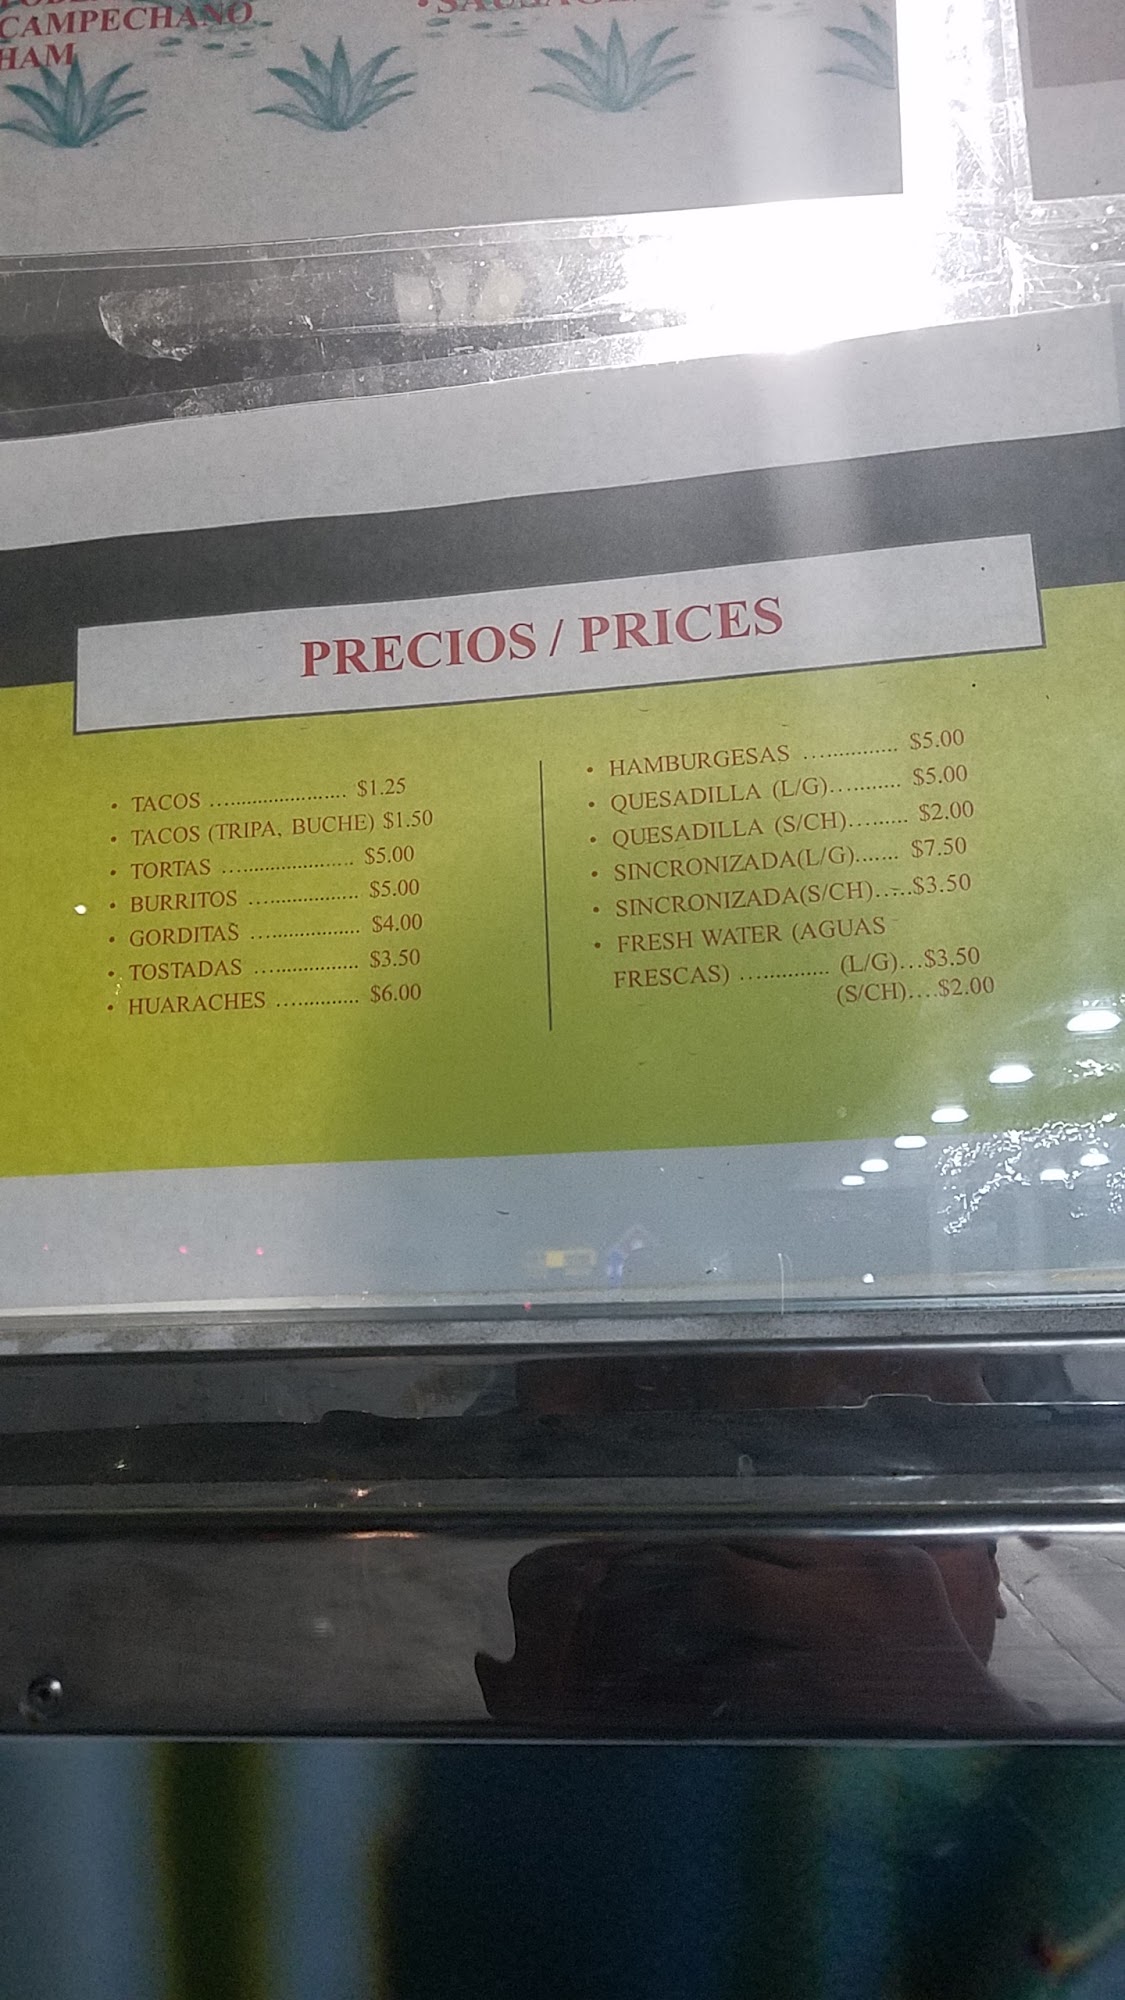 CAMPECHANO
HAM
PRECIOS / PRICES
• TACOS ........................ $1.25
• TACOS (TRIPA, BUCHE) $1.50
• TORTAS ....................... $5.00
• BURRITOS ................... $5.00
• GORDITAS ................... $4.00
• TOSTADAS .................. $3.50
• HUARACHES .............. $6.00
• HAMBURGESAS ............... $5.00
• QUESADILLA (L/G)........... $5.00
• QUESADILLA (S/CH)......... $2.00
• SINCRONIZADA(L/G)....... $7.50
• SINCRONIZADA(S/CH)......$3.50
• FRESH WATER (AGUAS
FRESCAS) .............. (L/G)...$3.50
(S/CH)....$2.00